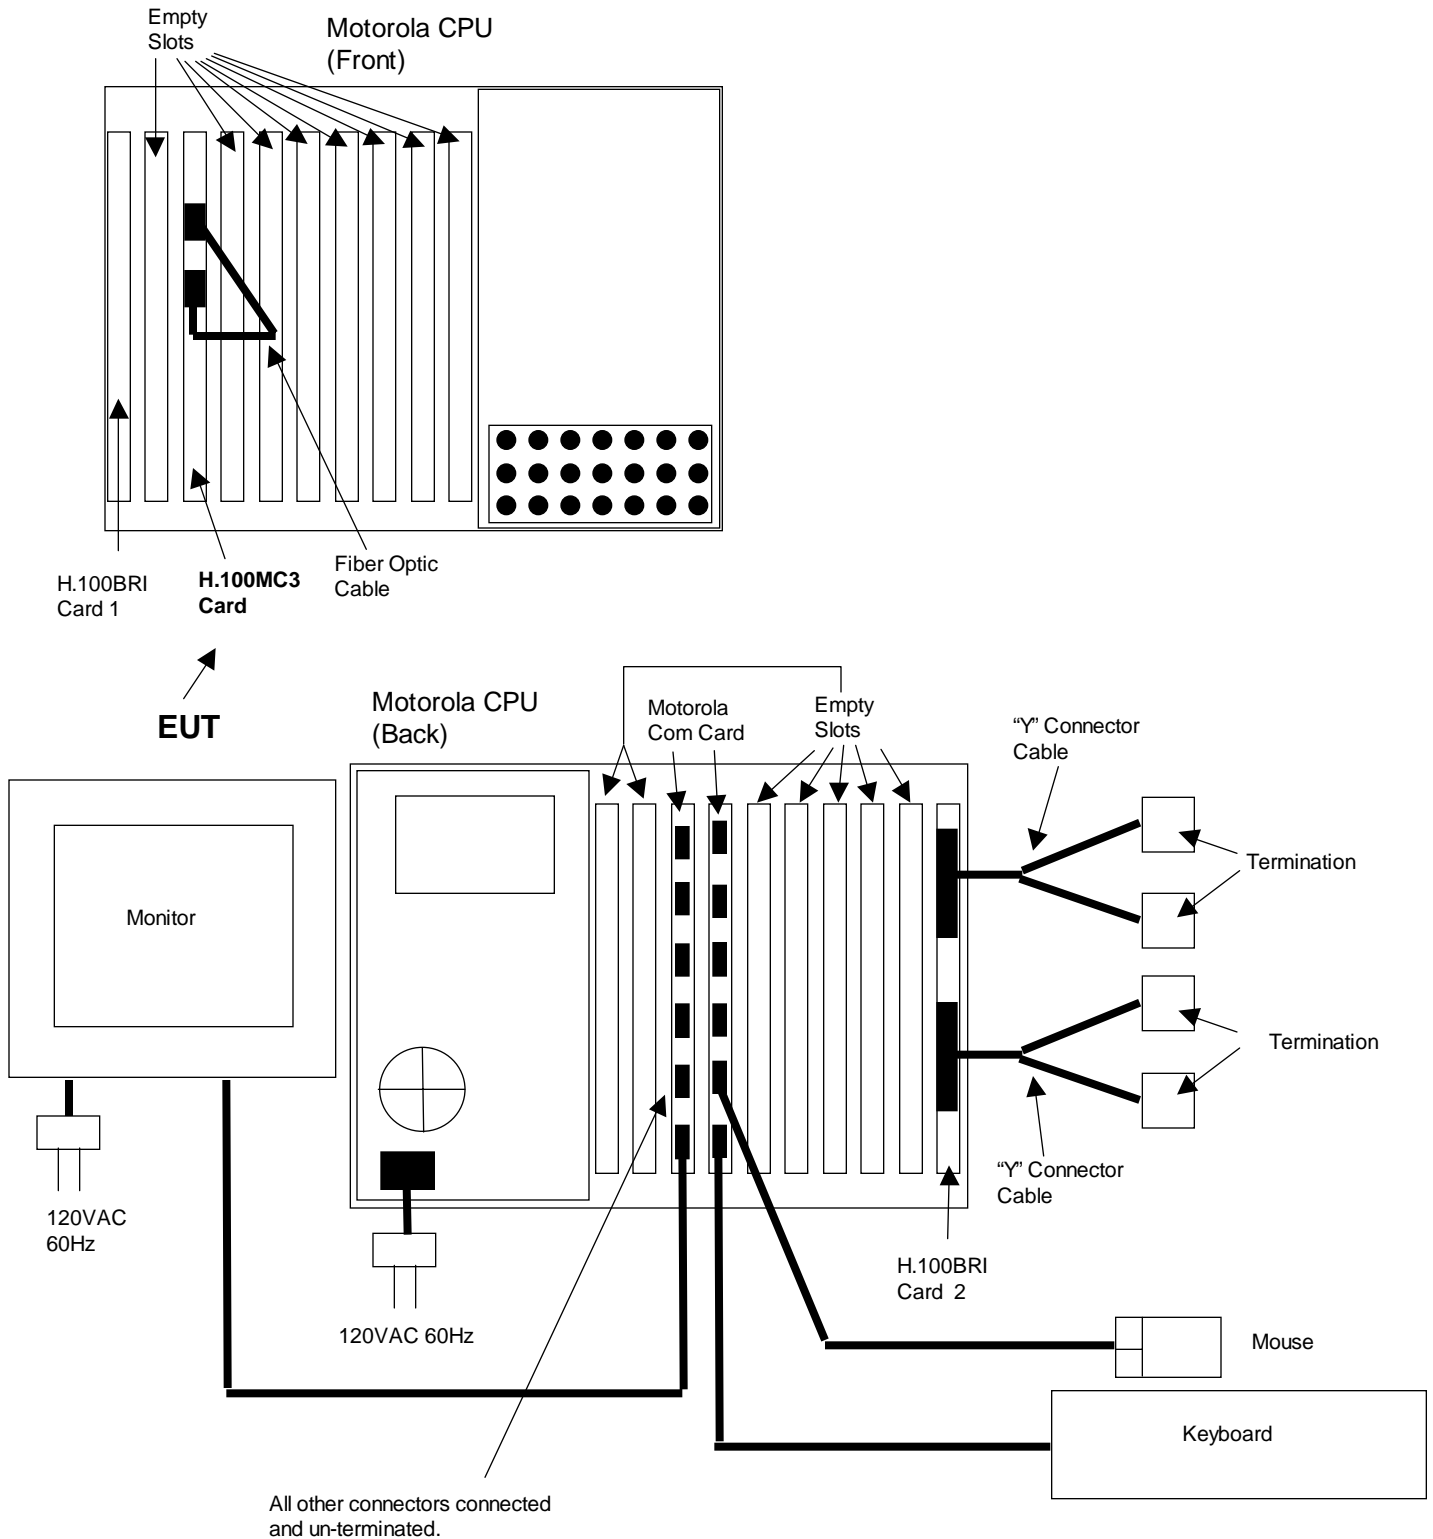 Empty
Slots
Motorola CPU
(Front)
H.100BRI
Card 1
H.100MC3
Card
Fiber Optic
Cable
EUT
Motorola CPU
(Back)
Motorola
Com Card
Empty
Slots
“Y” Connector
Cable
Termination
Monitor
Termination
“Y” Connector
Cable
120VAC
60Hz
H.100BRI
Card  2
120VAC 60Hz
Mouse
Keyboard
All other connectors connected
and un-terminated.